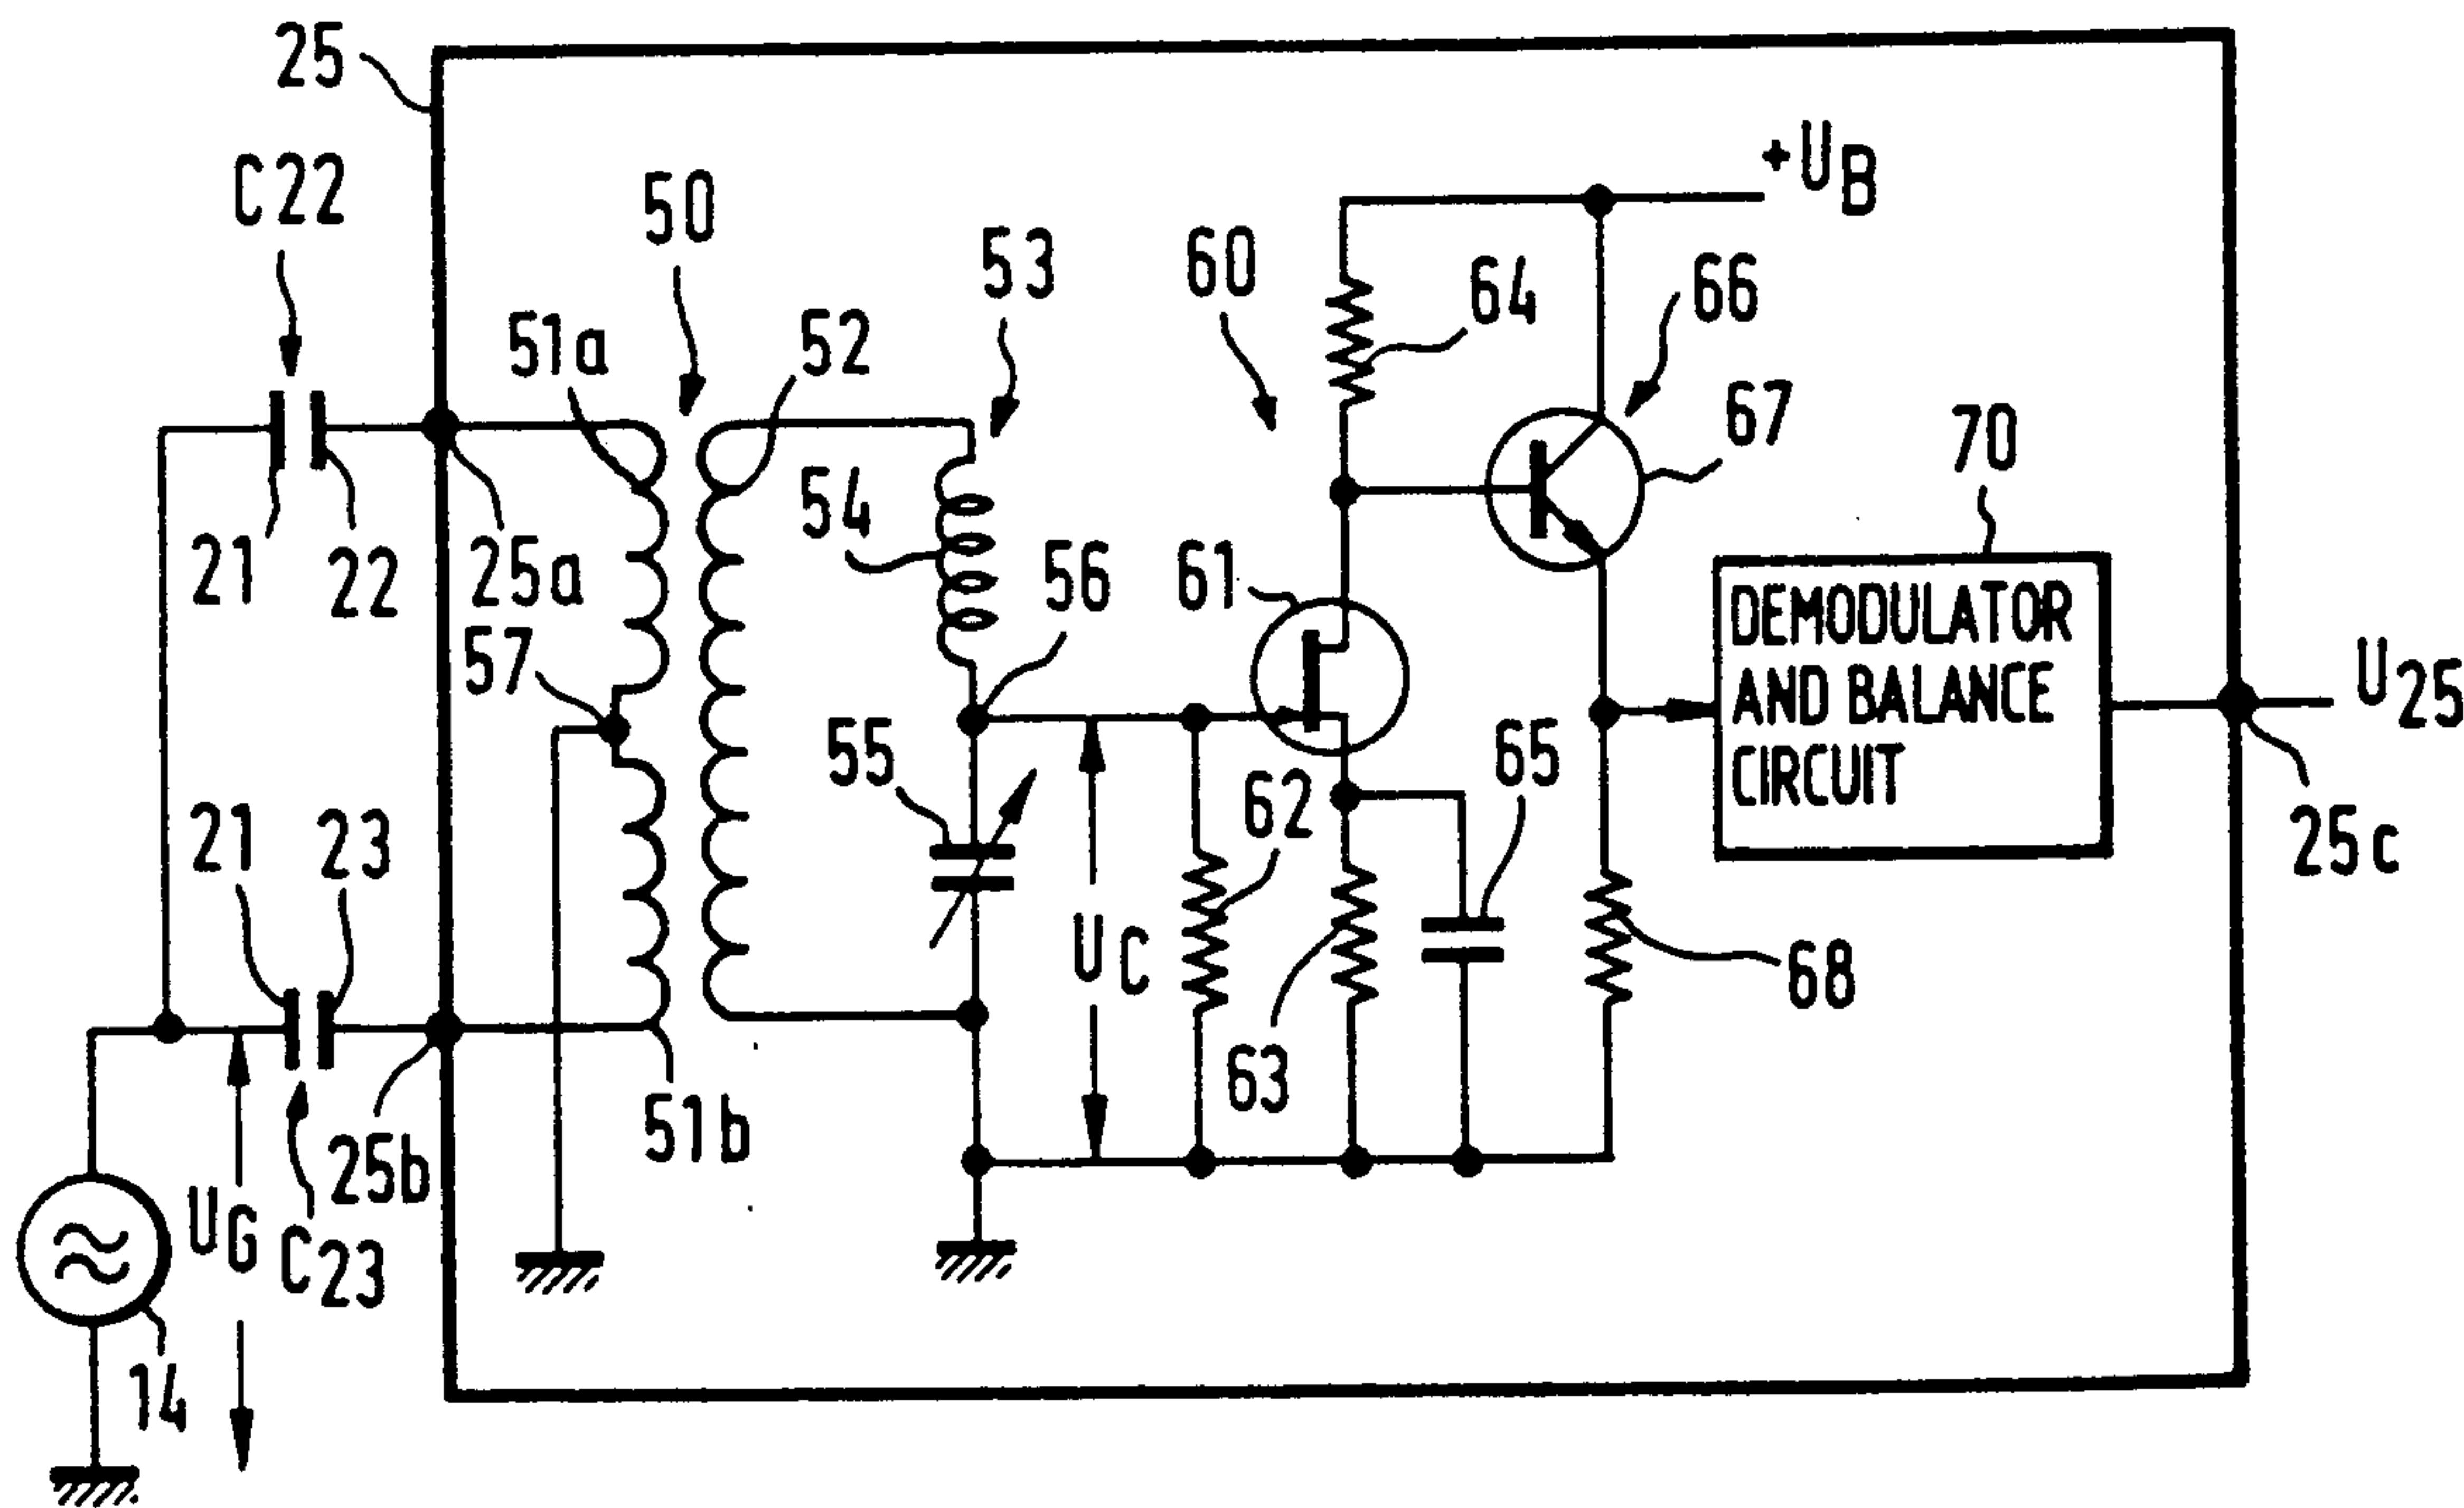 25
C22
50
+UB
53
60
64
66
51a
52
67
70
54
21
22
25a
56
61
57
DEMODULATOR
AND BALANCE
CIRCUIT
U25
55
65
62
21
23
25c
UC
68
63
51b
25b
UG
C23
14